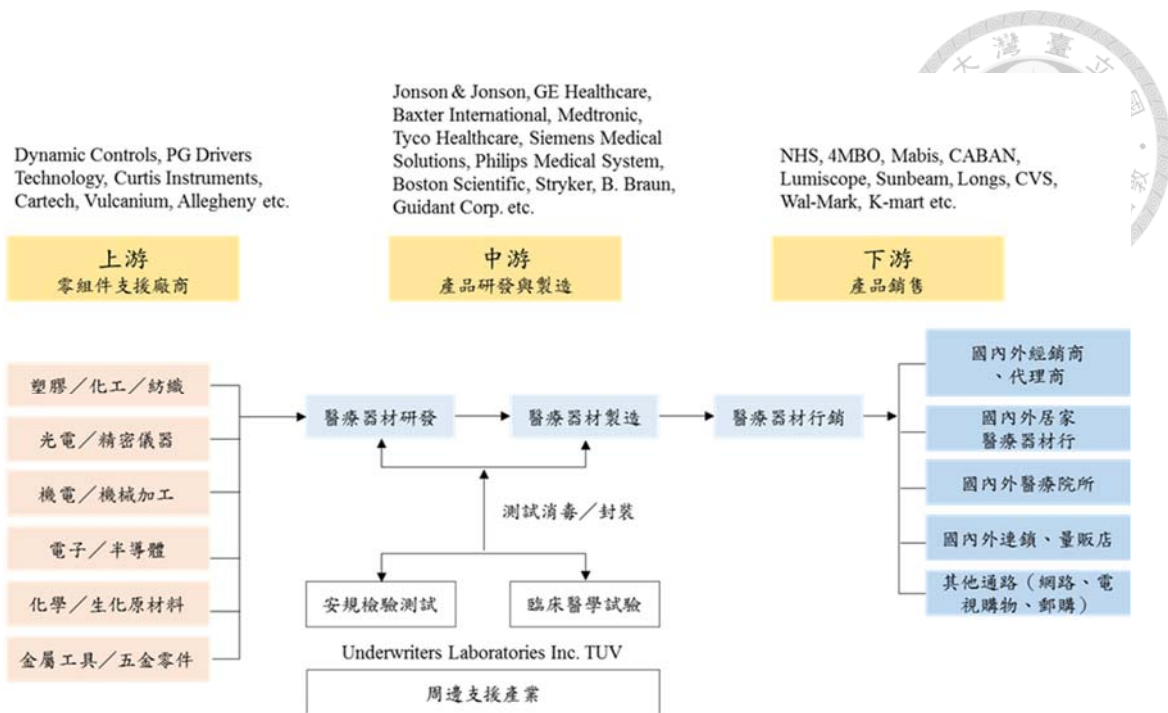 Dynamic Controls, PG Drivers
Technology, Curtis Instruments,
Cartech, Vulcanium, Allegheny etc.
Jonson & Jonson, GE Healthcare,
Baxter International, Medtronic,
Tyco Healthcare, Siemens Medical
Solutions, Philips Medical System,
Boston Scientific, Stryker, B. Braun,
Guidant Corp. etc.
NHS, 4MBO, Mabis, CABAN,
Lumiscope, Sunbeam, Longs, CVS,
Wal-Mark, K-mart etc.
上游
零組件支援廠商
中游
產品研發與製造
下游
產品銷售
塑膠／化工／紡織
光電／精密儀器
機電／機械加工
電子／半導體
化學／生化原材料
金屬工具／五金零件
醫療器材研發
醫療器材製造
醫療器材行銷
測試消毒／封裝
安規檢驗測試
臨床醫學試驗
Underwriters Laboratories Inc. TUV
周邊支援產業
國內外經銷商
、代理商
國內外居家
醫療器材行
國內外醫療院所
國內外連鎖、量販店
其他通路（網路、電
視購物、郵購）
大灣臺立